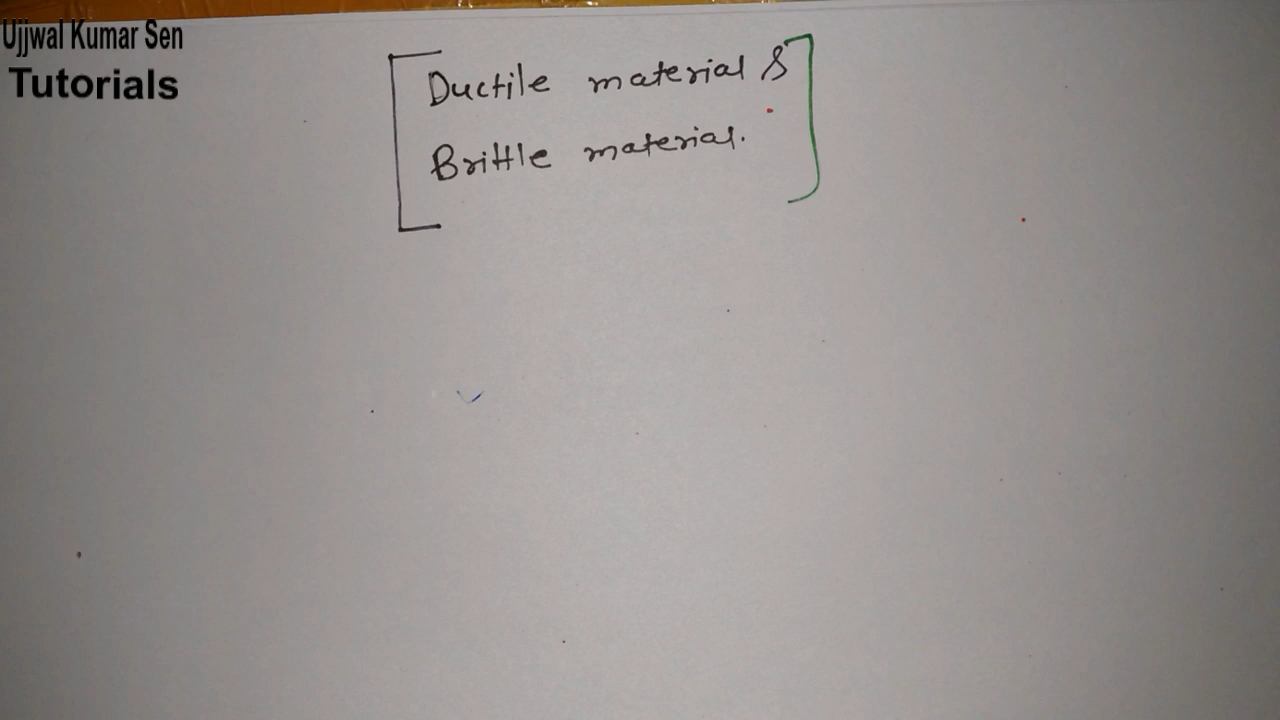 Ujjwal Kumar Sen
Tutorials
Ductile material &
Brittle material.